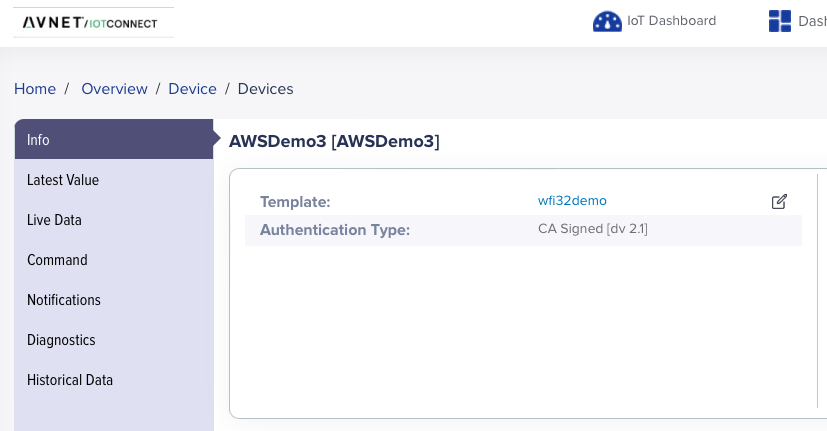 AVNET/IOTCONNECT
IoT Dashboard
Home / Overview / Device / Devices
Info
Latest Value
Live Data
Command
Notifications
Diagnostics
Historical Data
AWSDemo3 [AWSDemo3]
Template: wfi32demo
Authentication Type: CA Signed [dv 2.1]